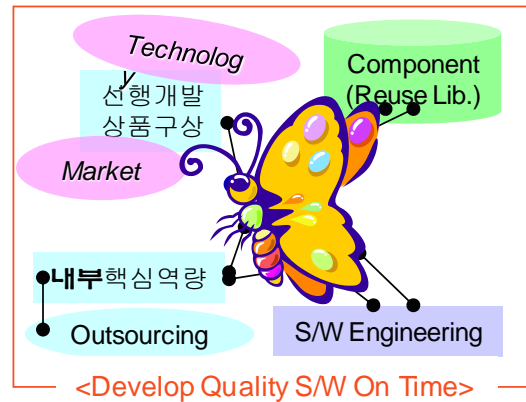 Technolog
y
선행개발
상품구상
Market
Component
(Reuse Lib.)
내부핵심역량
Outsourcing
S/W Engineering
<Develop Quality S/W On Time>